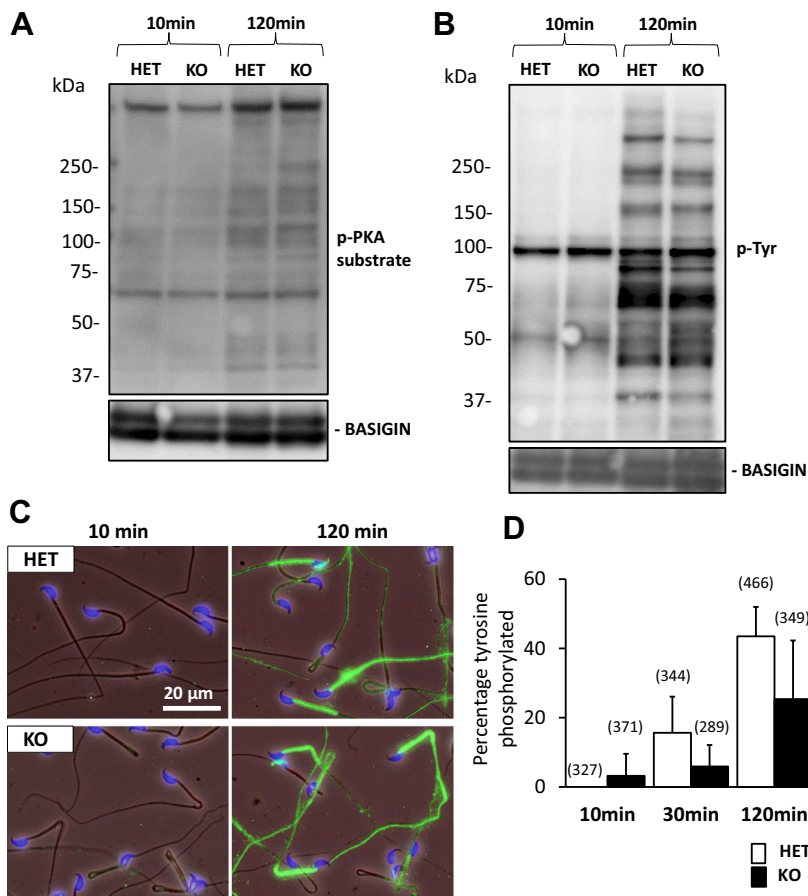 A
10min 120min
HET KO HET KO
kDa
250-
150-
100-
75-
50-
37-
p-PKA
substrate
- BASIGIN
B
10min 120min
HET KO HET KO
kDa
250-
150-
100-
75-
50-
37-
p-Tyr
- BASIGIN
C
10 min 120 min
HET
20 µm
KO
D
Percentage tyrosine
phosphorylated
60
40
20
0
(327) (371)
(344) (289)
(466) (349)
10min 30min 120min
HET
KO